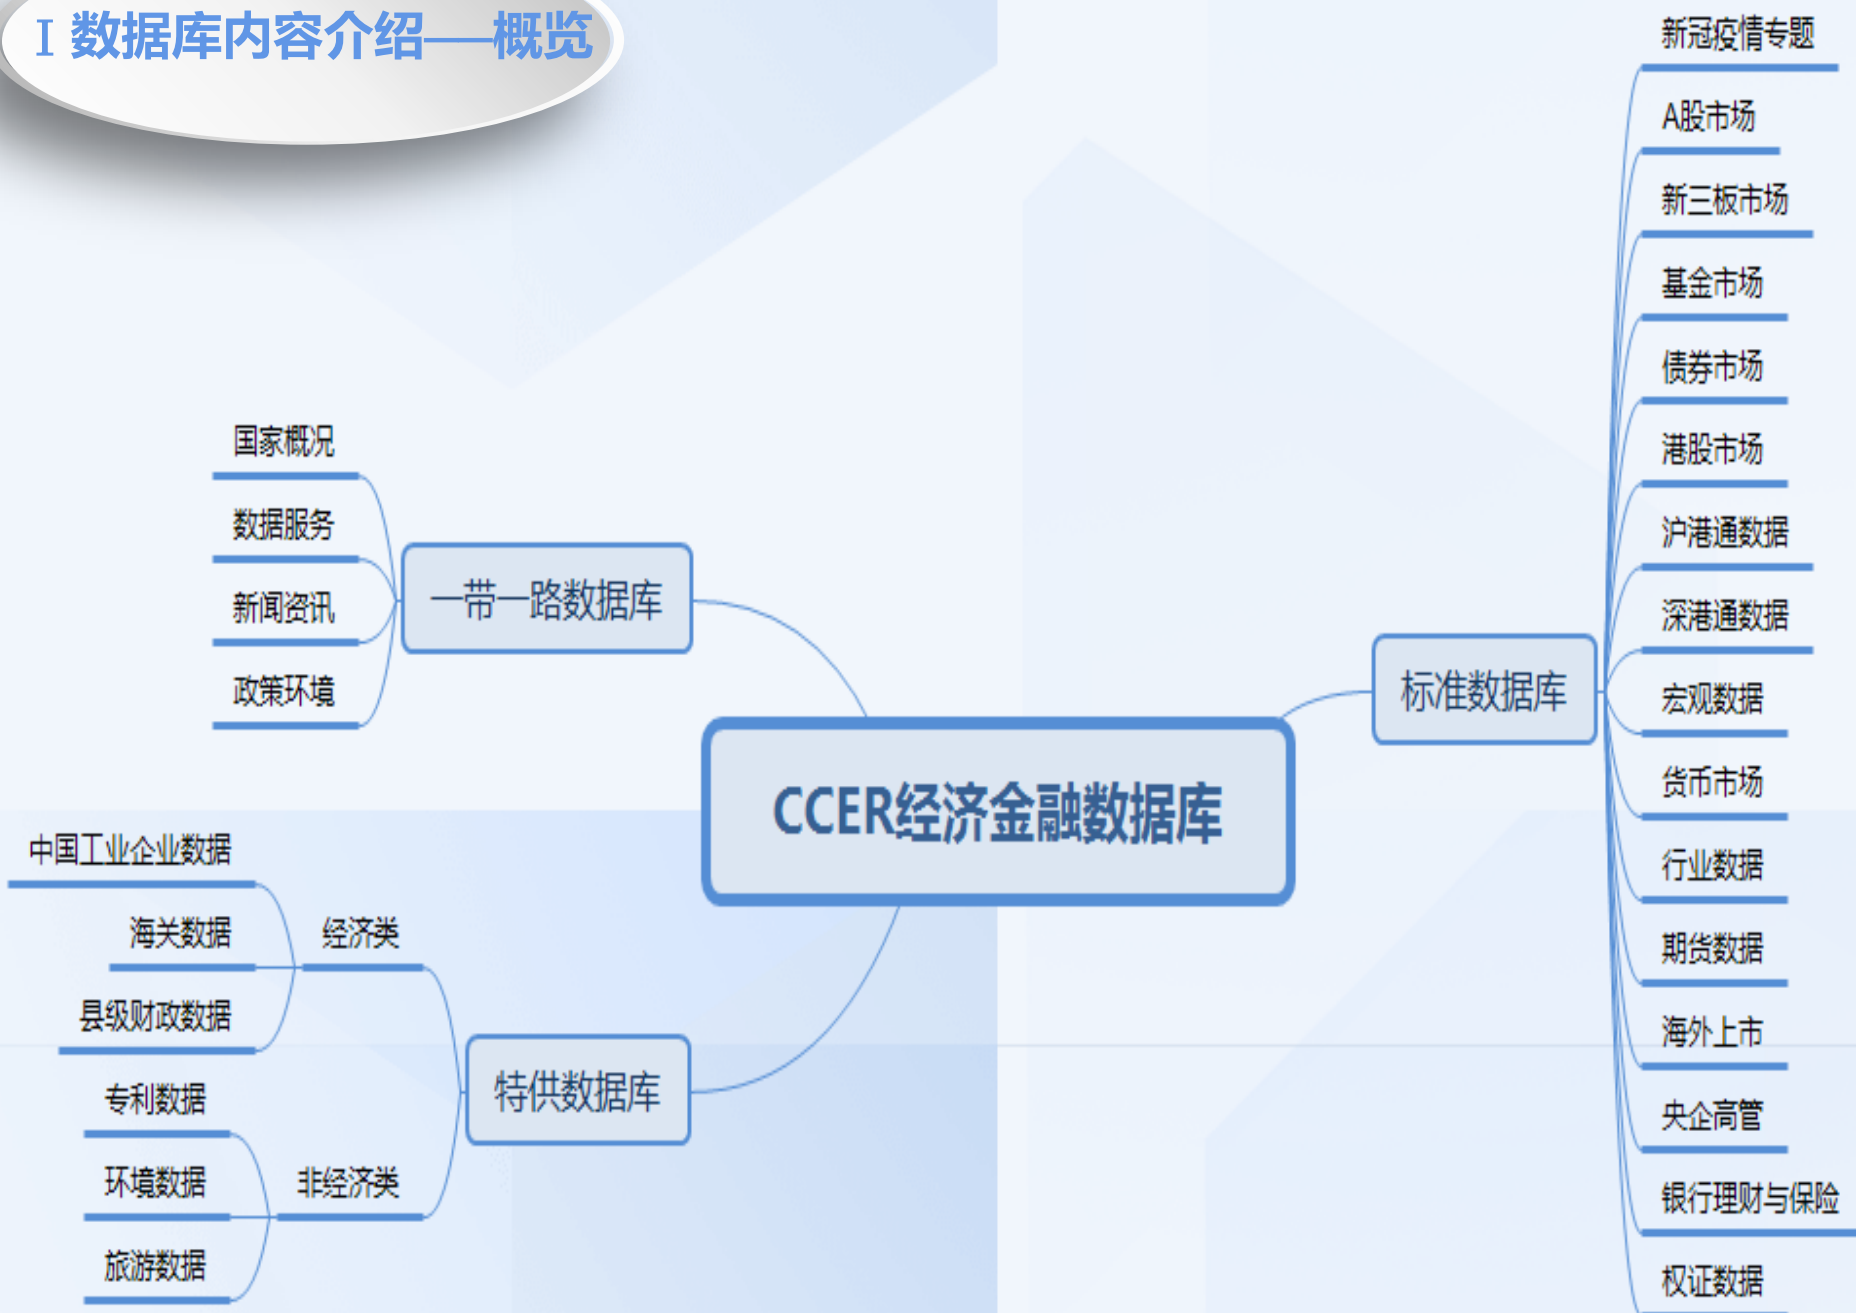 Ⅰ数据库内容介绍——概览
CCER经济金融数据库
标准数据库
新冠疫情专题
A股市场
新三板市场
基金市场
债券市场
港股市场
沪港通数据
深港通数据
宏观数据
货币市场
行业数据
期货数据
海外上市
央企高管
银行理财与保险
权证数据
一带一路数据库
国家概况
数据服务
新闻资讯
政策环境
特供数据库
经济类
中国工业企业数据
海关数据
县级财政数据
非经济类
专利数据
环境数据
旅游数据